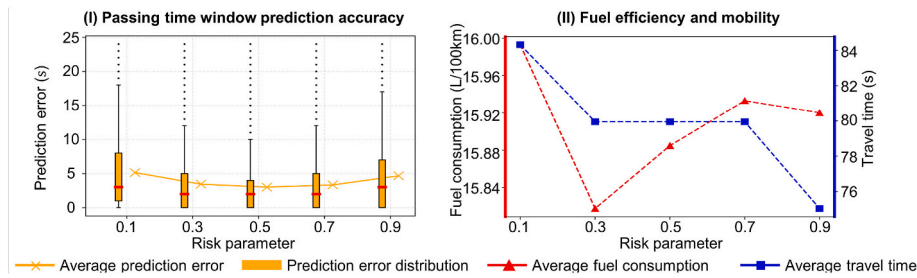 (I) Passing time window prediction accuracy
Prediction error (s)
25
20
15
10
5
0
0.1 0.3 0.5 0.7 0.9
Risk parameter
(II) Fuel efficiency and mobility
Fuel consumption (L/100km)
16.00
15.96
15.92
15.88
15.84
84
82
80
78
76
Travel time (s)
0.1 0.3 0.5 0.7 0.9
Risk parameter
Average prediction error Prediction error distribution Average fuel consumption Average travel time